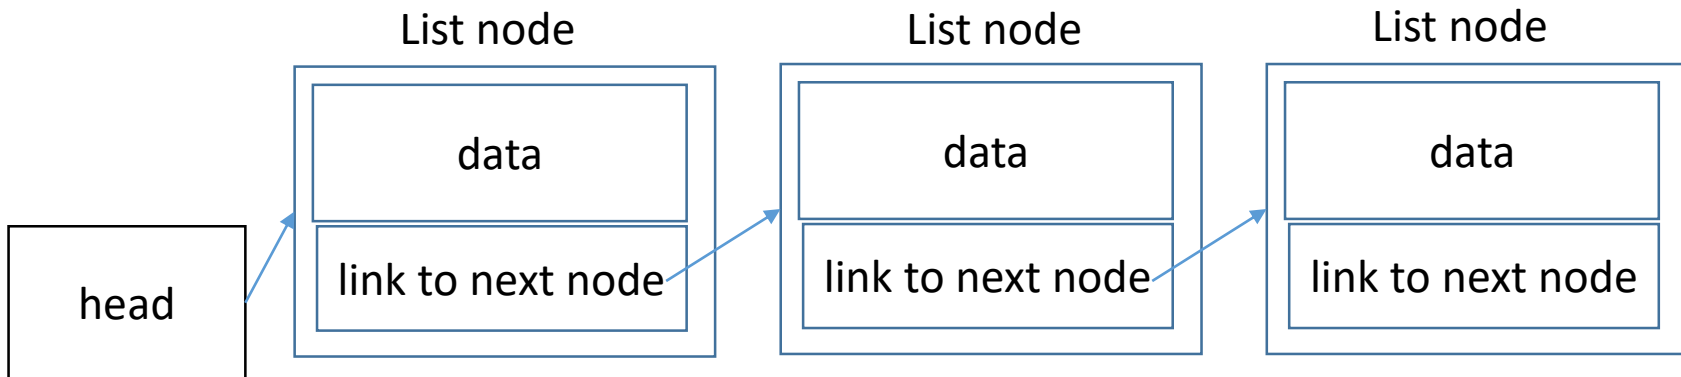 List node
List node
List node
data
data
data
link to next node
link to next node
link to next node
head